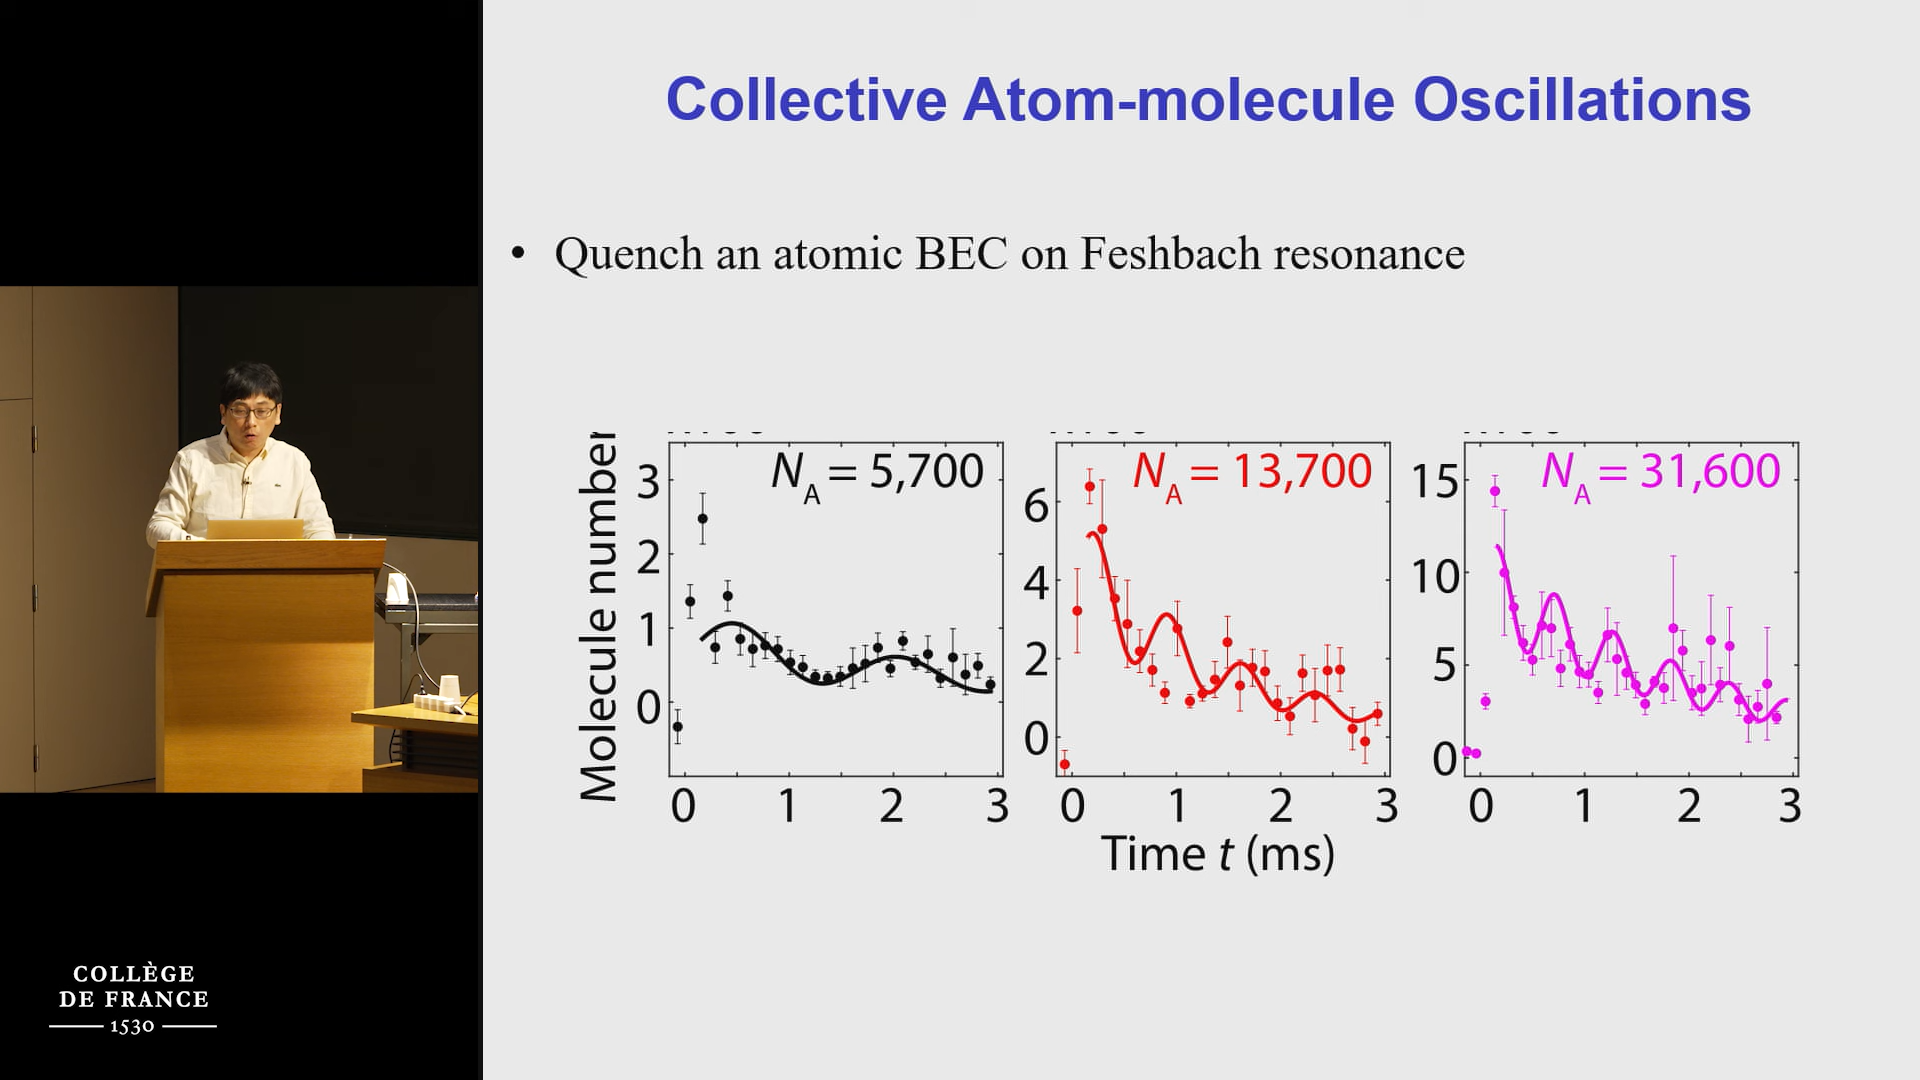 Collective Atom-molecule Oscillations
• Quench an atomic BEC on Feshbach resonance
Molecule number
3
2
1
0
N_A = 5,700
0 1 2 3
6
4
2
0
N_A = 13,700
0 1 2 3
15
10
5
0
N_A = 31,600
0 1 2 3
Time t (ms)
COLLÈGE
DE FRANCE
1530